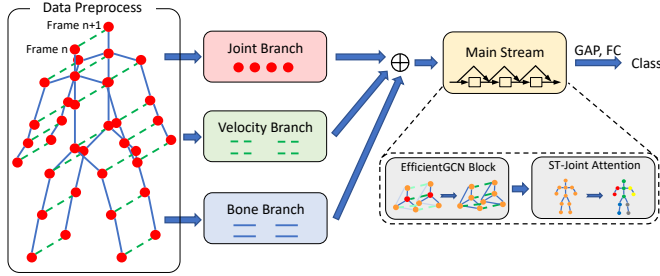 Data Preprocess
Frame n+1
Frame n
Joint Branch
Velocity Branch
Bone Branch
Main Stream
GAP, FC
Class
EfficientGCN Block
ST-Joint Attention